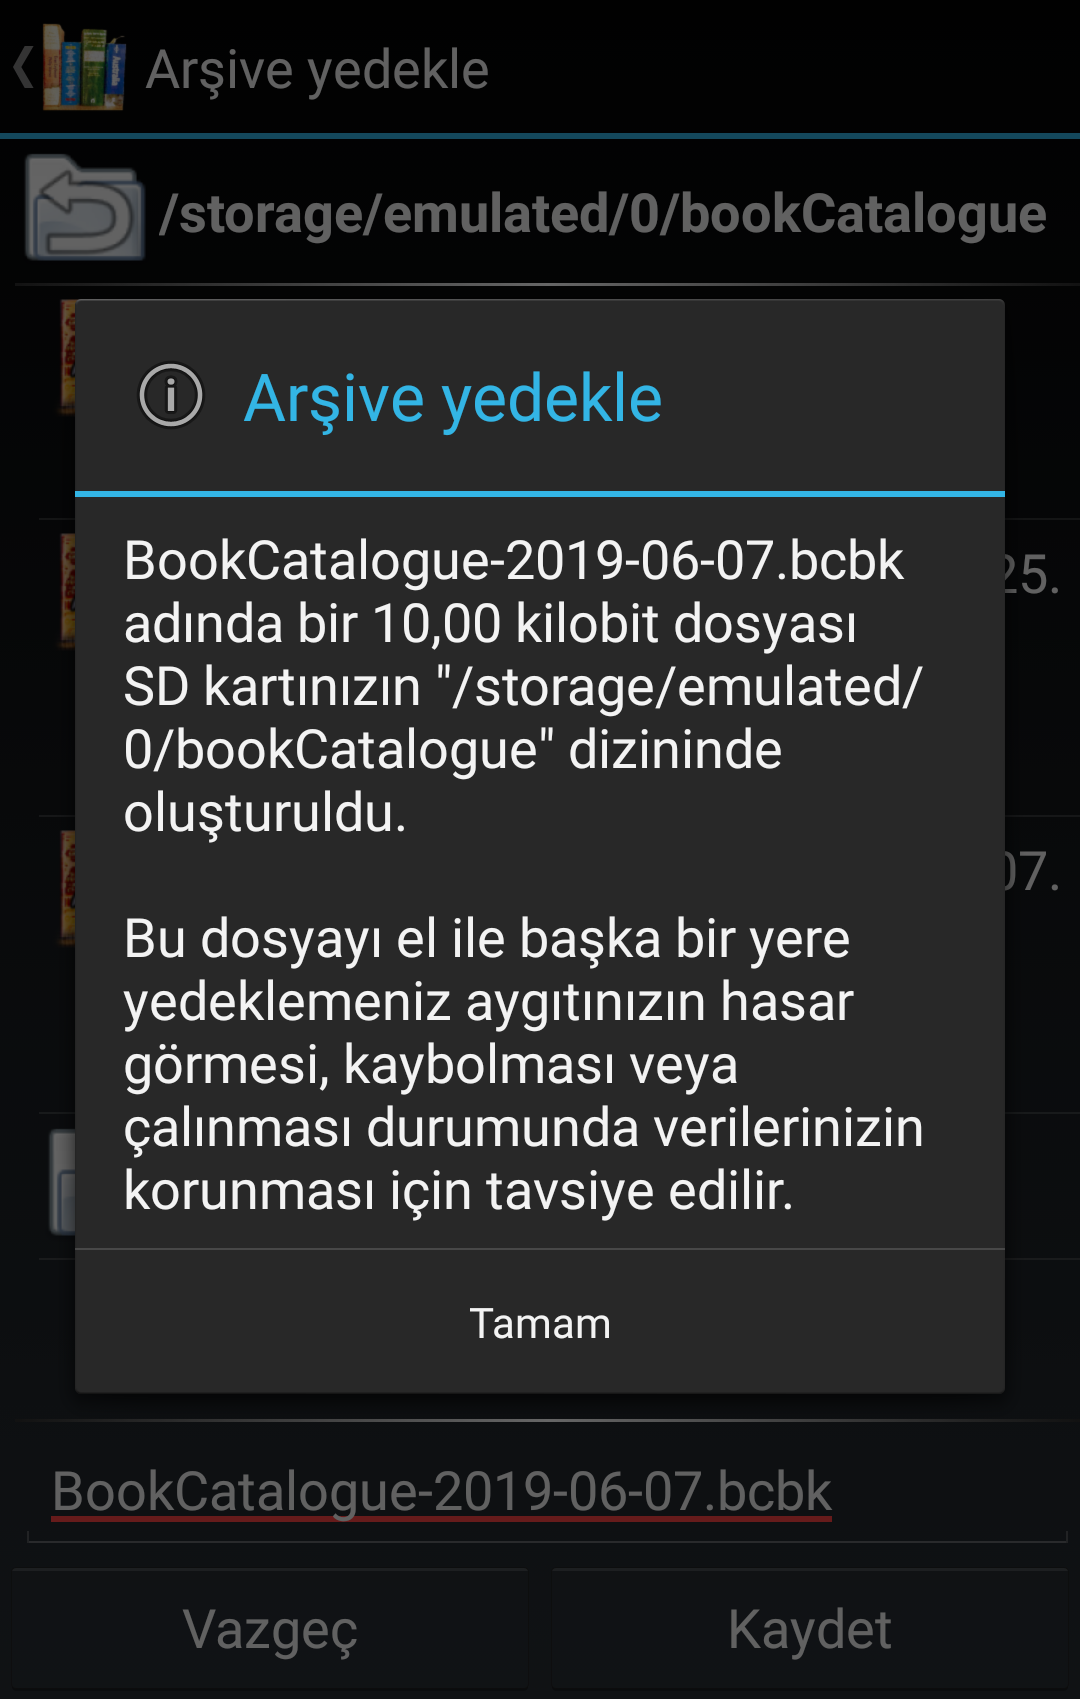 Arşive yedekle
/storage/emulated/0/bookCatalogue
Arşive yedekle
BookCatalogue-2019-06-07.bcbk
adında bir 10,00 kilobit dosyası
SD kartınızın "/storage/emulated/
0/bookCatalogue" dizininde
oluşturuldu.
Bu dosyayı el ile başka bir yere
yedeklemeniz aygıtınızın hasar
görmesi, kaybolması veya
çalınması durumunda verilerinizin
korunması için tavsiye edilir.
25.
07.
Tamam
BookCatalogue-2019-06-07.bcbk
Vazgeç
Kaydet